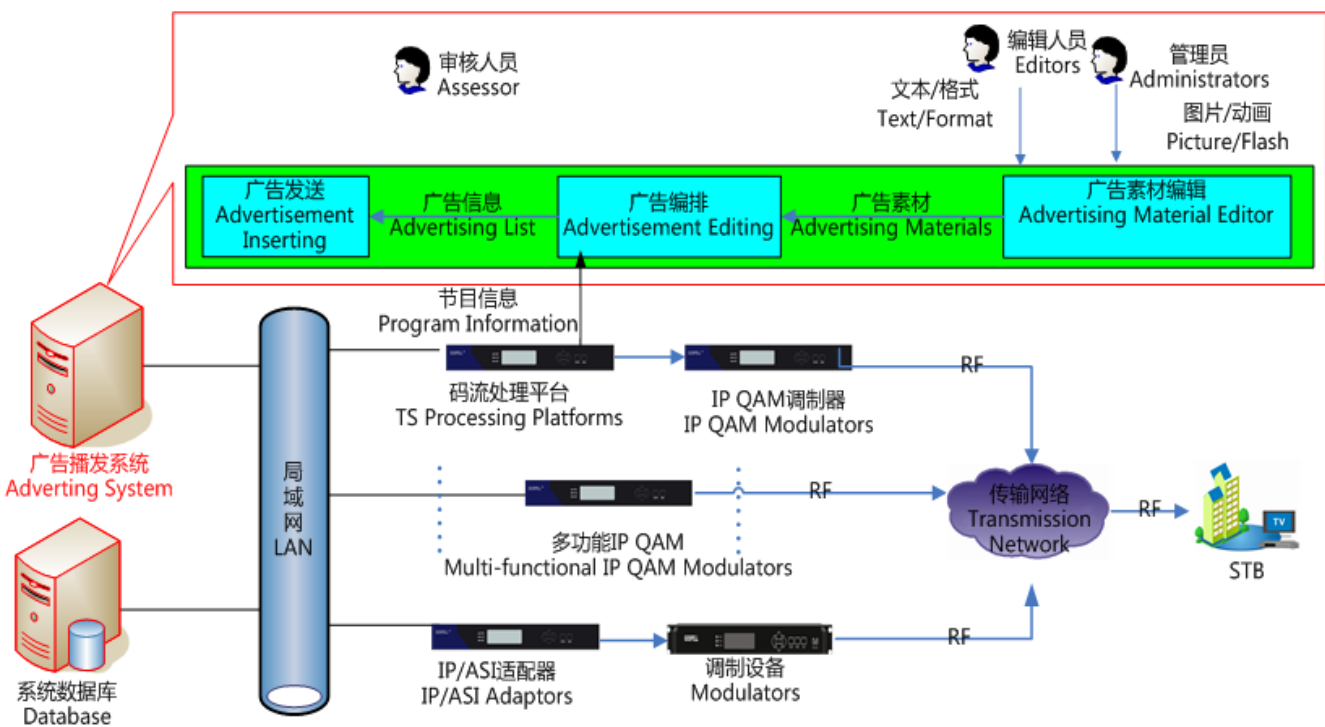 审核人员
Assessor
编辑人员
Editors
管理员
Administrators
文本/格式
Text/Format
图片/动画
Picture/Flash
广告发送
Advertisement
Inserting
广告信息
Advertising List
广告编排
Advertisement Editing
广告素材
Advertising Materials
广告素材编辑
Advertising Material Editor
节目信息
Program Information
码流处理平台
TS Processing Platforms
IP QAM调制器
IP QAM Modulators
RF
广告播发系统
Adverting System
局
域
网
LAN
多功能IP QAM
Multi-functional IP QAM Modulators
RF
传输网络
Transmission
Network
RF
TV
STB
系统数据库
Database
IP/ASI适配器
IP/ASI Adaptors
调制设备
Modulators
RF